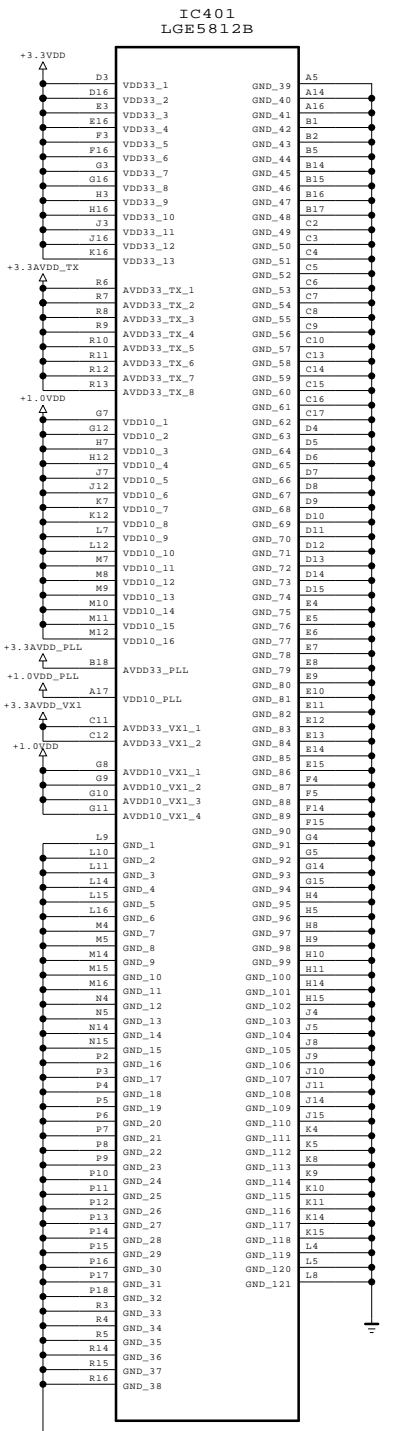 IC401
LGE5812B
+3.3VDD
D3 VDD33_1
D16 VDD33_2
E3 VDD33_3
E16 VDD33_4
F3 VDD33_5
F16 VDD33_6
G3 VDD33_7
G16 VDD33_8
H3 VDD33_9
H16 VDD33_10
J3 VDD33_11
J16 VDD33_12
K16 VDD33_13
+3.3AVDD_TX
R6 AVDD33_TX_1
R7 AVDD33_TX_2
R8 AVDD33_TX_3
R9 AVDD33_TX_4
R10 AVDD33_TX_5
R11 AVDD33_TX_6
R12 AVDD33_TX_7
R13 AVDD33_TX_8
+1.0VDD
G7 VDD10_1
G12 VDD10_2
H7 VDD10_3
H12 VDD10_4
J7 VDD10_5
J12 VDD10_6
K7 VDD10_7
K12 VDD10_8
L7 VDD10_9
L12 VDD10_10
M7 VDD10_11
M8 VDD10_12
M9 VDD10_13
M10 VDD10_14
M11 VDD10_15
M12 VDD10_16
+3.3AVDD_PLL
B18 AVDD33_PLL
+1.0VDD_PLL
A17 VDD10_PLL
+3.3AVDD_VX1
C11 AVDD33_VX1_1
C12 AVDD33_VX1_2
+1.0VDD
G8 AVDD10_VX1_1
G9 AVDD10_VX1_2
G10 AVDD10_VX1_3
G11 AVDD10_VX1_4
L9 GND_1
L10 GND_2
L11 GND_3
L14 GND_4
L15 GND_5
L16 GND_6
M4 GND_7
M5 GND_8
M14 GND_9
M15 GND_10
M16 GND_11
N4 GND_12
N5 GND_13
N14 GND_14
N15 GND_15
P2 GND_16
P3 GND_17
P4 GND_18
P5 GND_19
P6 GND_20
P7 GND_21
P8 GND_22
P9 GND_23
P10 GND_24
P11 GND_25
P12 GND_26
P13 GND_27
P14 GND_28
P15 GND_29
P16 GND_30
P17 GND_31
P18 GND_32
R3 GND_33
R4 GND_34
R5 GND_35
R14 GND_36
R15 GND_37
R16 GND_38
GND_39 A5
GND_40 A14
GND_41 A16
GND_42 B1
GND_43 B2
GND_44 B5
GND_45 B14
GND_46 B15
GND_47 B16
GND_48 B17
GND_49 C2
GND_50 C3
GND_51 C4
GND_52 C5
GND_53 C6
GND_54 C7
GND_55 C8
GND_56 C9
GND_57 C10
GND_58 C13
GND_59 C14
GND_60 C15
GND_61 C16
GND_62 C17
GND_63 D4
GND_64 D5
GND_65 D6
GND_66 D7
GND_67 D8
GND_68 D9
GND_69 D10
GND_70 D11
GND_71 D12
GND_72 D13
GND_73 D14
GND_74 D15
GND_75 E4
GND_76 E5
GND_77 E6
GND_78 E7
GND_79 E8
GND_80 E9
GND_81 E10
GND_82 E11
GND_83 E12
GND_84 E13
GND_85 E14
GND_86 E15
GND_87 F4
GND_88 F5
GND_89 F14
GND_90 F15
GND_91 G4
GND_92 G5
GND_93 G14
GND_94 G15
GND_95 H4
GND_96 H5
GND_97 H8
GND_98 H9
GND_99 H10
GND_100 H11
GND_101 H14
GND_102 H15
GND_103 J4
GND_104 J5
GND_105 J8
GND_106 J9
GND_107 J10
GND_108 J11
GND_109 J14
GND_110 J15
GND_111 K4
GND_112 K5
GND_113 K8
GND_114 K9
GND_115 K10
GND_116 K11
GND_117 K14
GND_118 K15
GND_119 L4
GND_120 L5
GND_121 L8